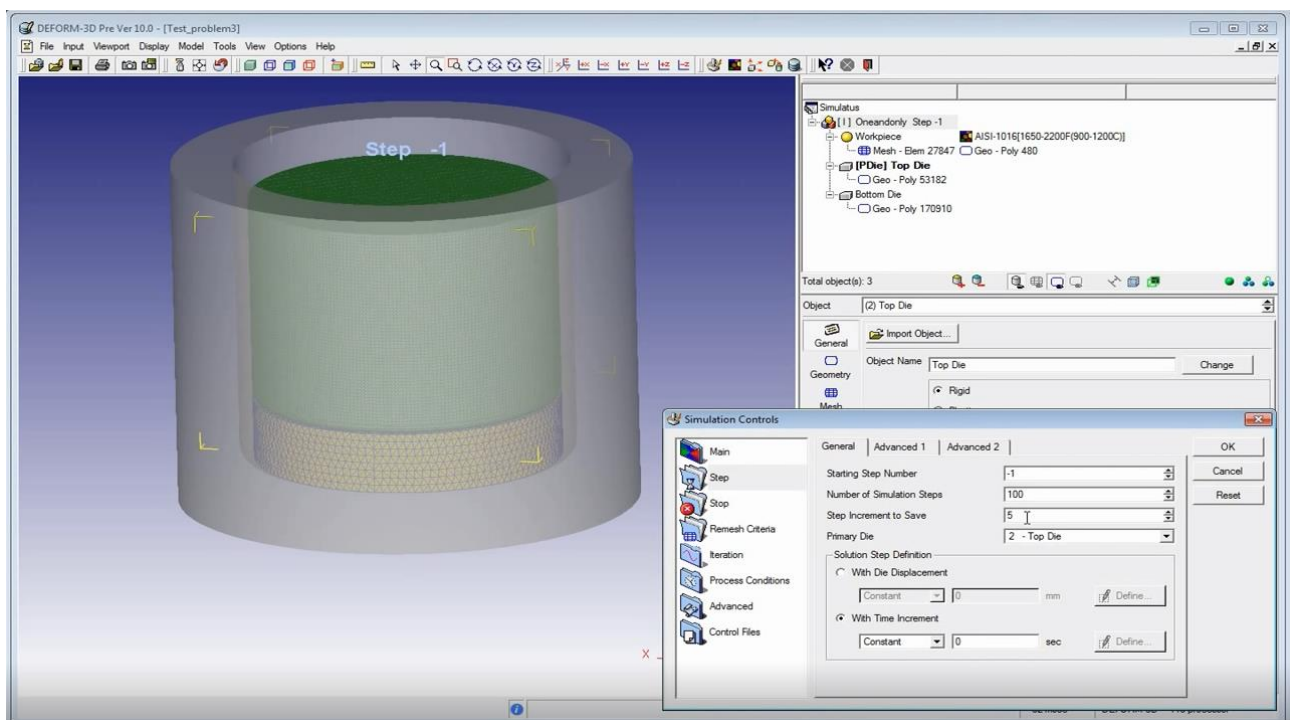 DEFORM-3D Pre Ver 10.0 - [Test_problem3]
File Input Viewport Display Model Tools View Options Help
Step -1
Simulatus
[1] Oneandonly Step -1
Workpiece AISI-1016[1650-2200F(900-1200C)]
Mesh - Elem 27847 Geo - Poly 480
[PDie] Top Die
Geo - Poly 53182
Bottom Die
Geo - Poly 170910
Total object(s): 3
Object (2) Top Die
General Import Object...
Geometry Object Name Top Die Change
Mesh Rigid
Simulation Controls
Main
Step
Stop
Remesh Criteria
Iteration
Process Conditions
Advanced
Control Files
General Advanced 1 Advanced 2
Starting Step Number -1
Number of Simulation Steps 100
Step Increment to Save 5
Primary Die 2 - Top Die
Solution Step Definition
With Die Displacement
Constant 0 mm Define...
With Time Increment
Constant 0 sec Define...
OK
Cancel
Reset
X